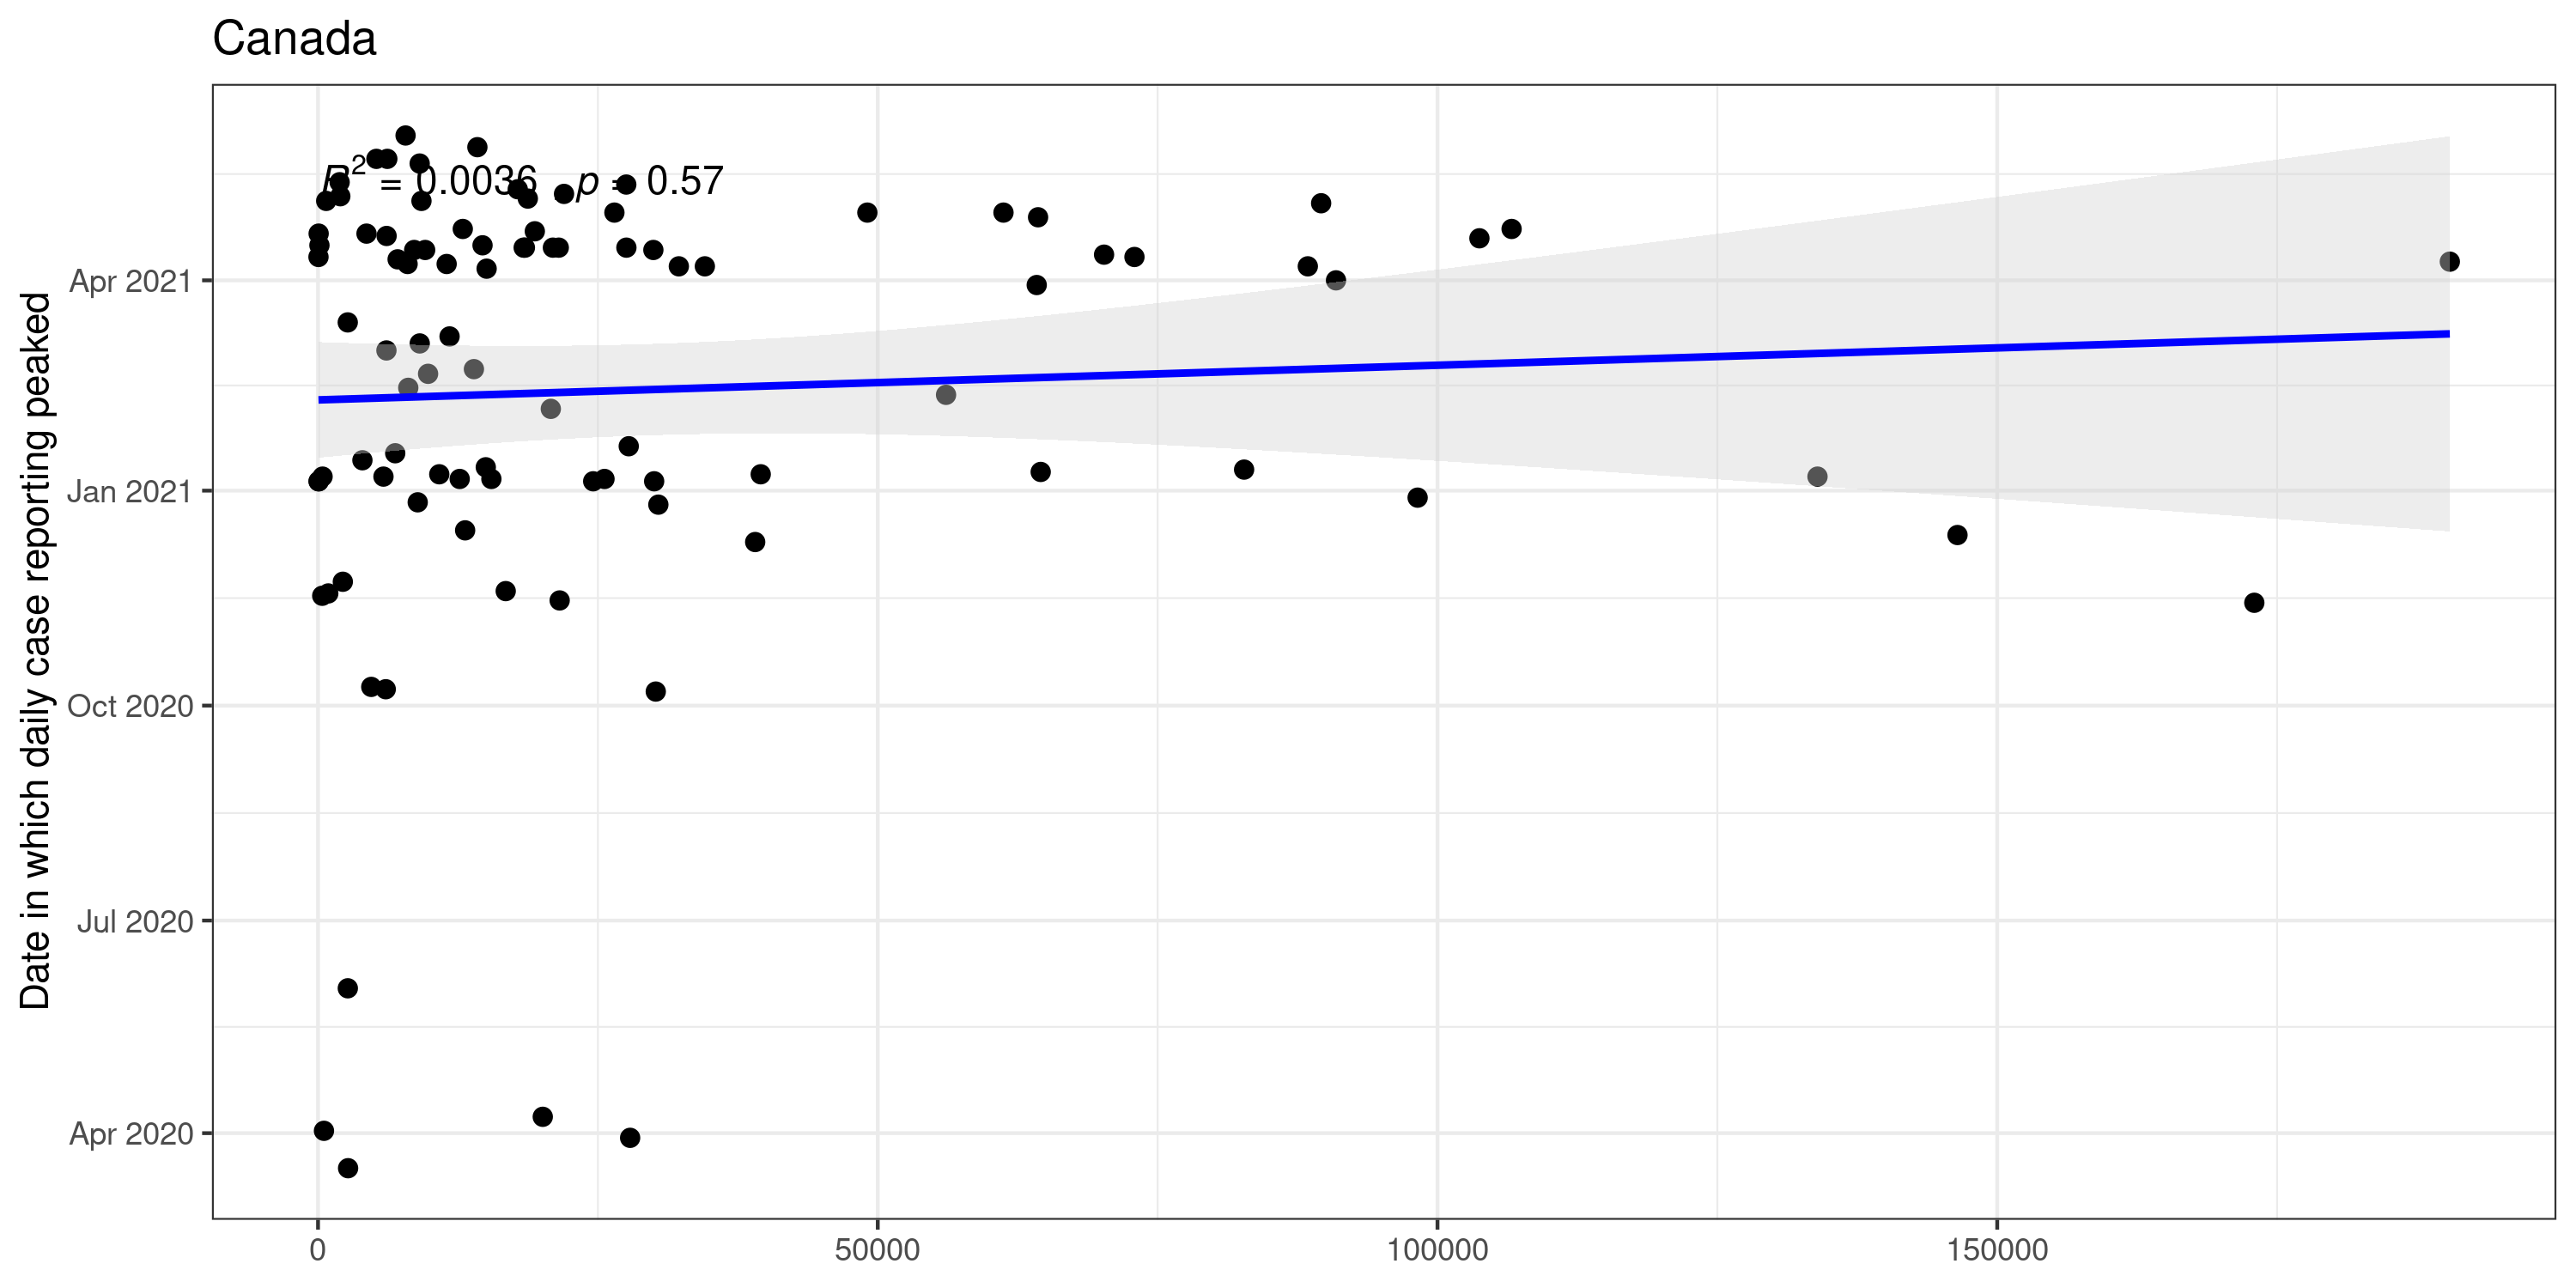 Canada
R² = 0.0036, p = 0.57
Date in which daily case reporting peaked
Apr 2021
Jan 2021
Oct 2020
Jul 2020
Apr 2020
0 50000 100000 150000